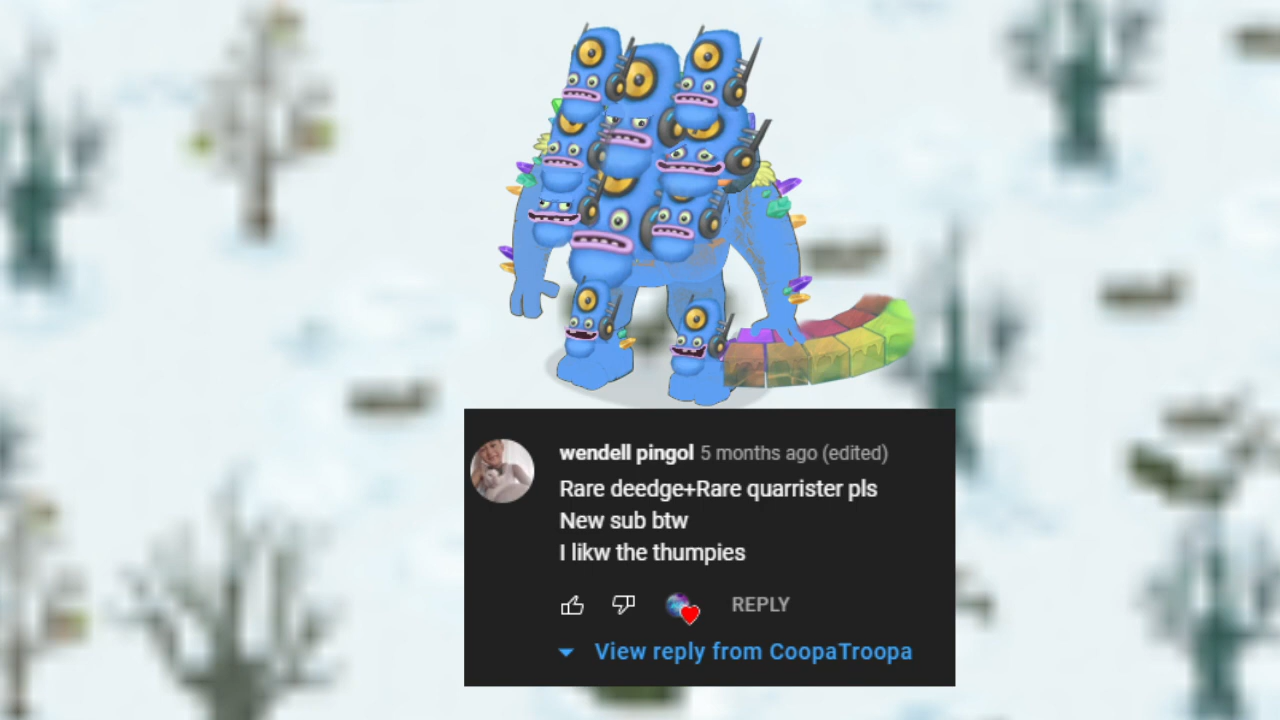 wendell pingol 5 months ago (edited)
Rare deedge+Rare quarrister pls
New sub btw
I likw the thumpies
REPLY
View reply from CoopaTroopa